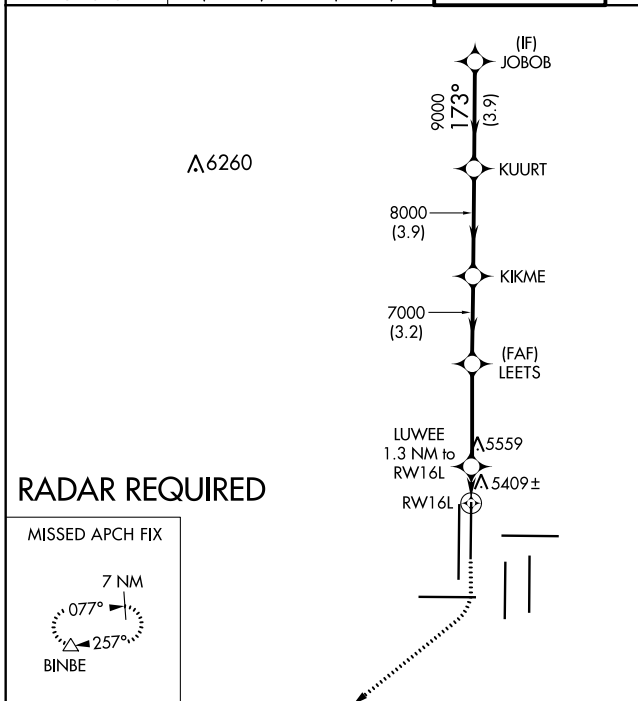 (IF)
JOBOB
9000
173°
(3.9)
6260
KUURT
8000
(3.9)
KIKME
7000
(3.2)
(FAF)
LEETS
LUWEE
1.3 NM to
RW16L
5559
5409±
RW16L
RADAR REQUIRED
MISSED APCH FIX
7 NM
077°
257°
BINBE